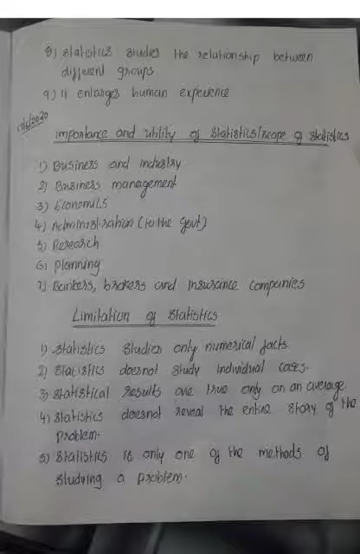 8) Statistics studies the relationship between
different groups
9) It enlarges human experience
Importance and utility of Statistics/scope of statistics
1) Business and Industry
2) Business management
3) Economics
4) Administration (to the govt)
5) Research
6) planning
7) Bankers, brokers and Insurance companies
Limitation of Statistics
1) Statistics studies only numerical facts
2) Statistics doesnot study individual cases.
3) Statistical Results are true only on an average
4) Statistics doesnot reveal the entire story of the
problem.
5) Statistics is only one of the methods of
studying a problem.